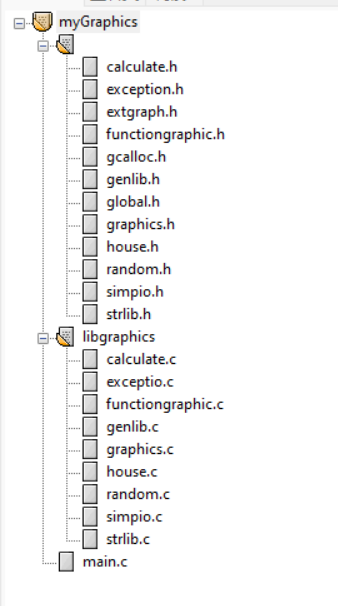 myGraphics
calculate.h
exception.h
extgraph.h
functiongraphic.h
gcalloc.h
genlib.h
global.h
graphics.h
house.h
random.h
simpio.h
strlib.h
libgraphics
calculate.c
exceptio.c
functiongraphic.c
genlib.c
graphics.c
house.c
random.c
simpio.c
strlib.c
main.c